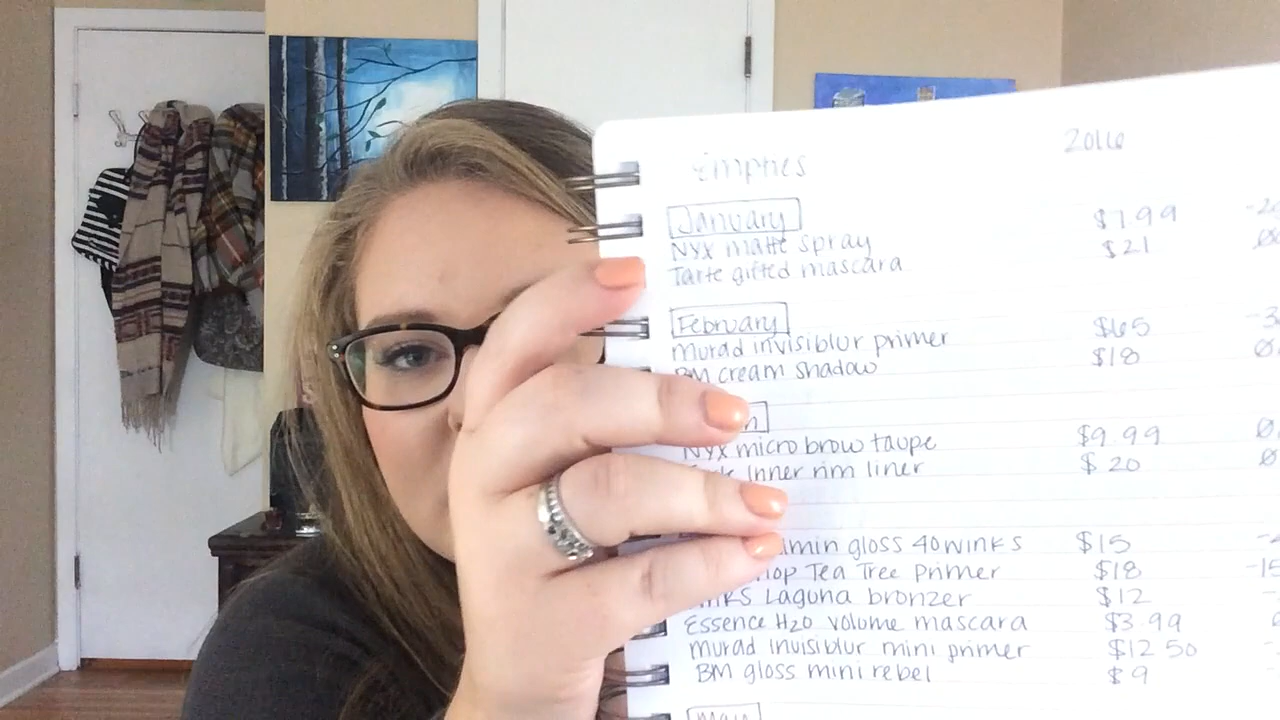 Empties 2016
January
NYX matte spray $7.99
Tarte gifted mascara $21
February
murad invisiblur primer $65
BM cream shadow $18
NYX micro brow taupe $9.99
inner rim liner $20
gloss 40winks $15
Tea Tree Primer $18
Laguna bronzer $12
Essence H2O volume mascara $3.99
murad invisiblur mini primer $12.50
BM gloss mini rebel $9
May